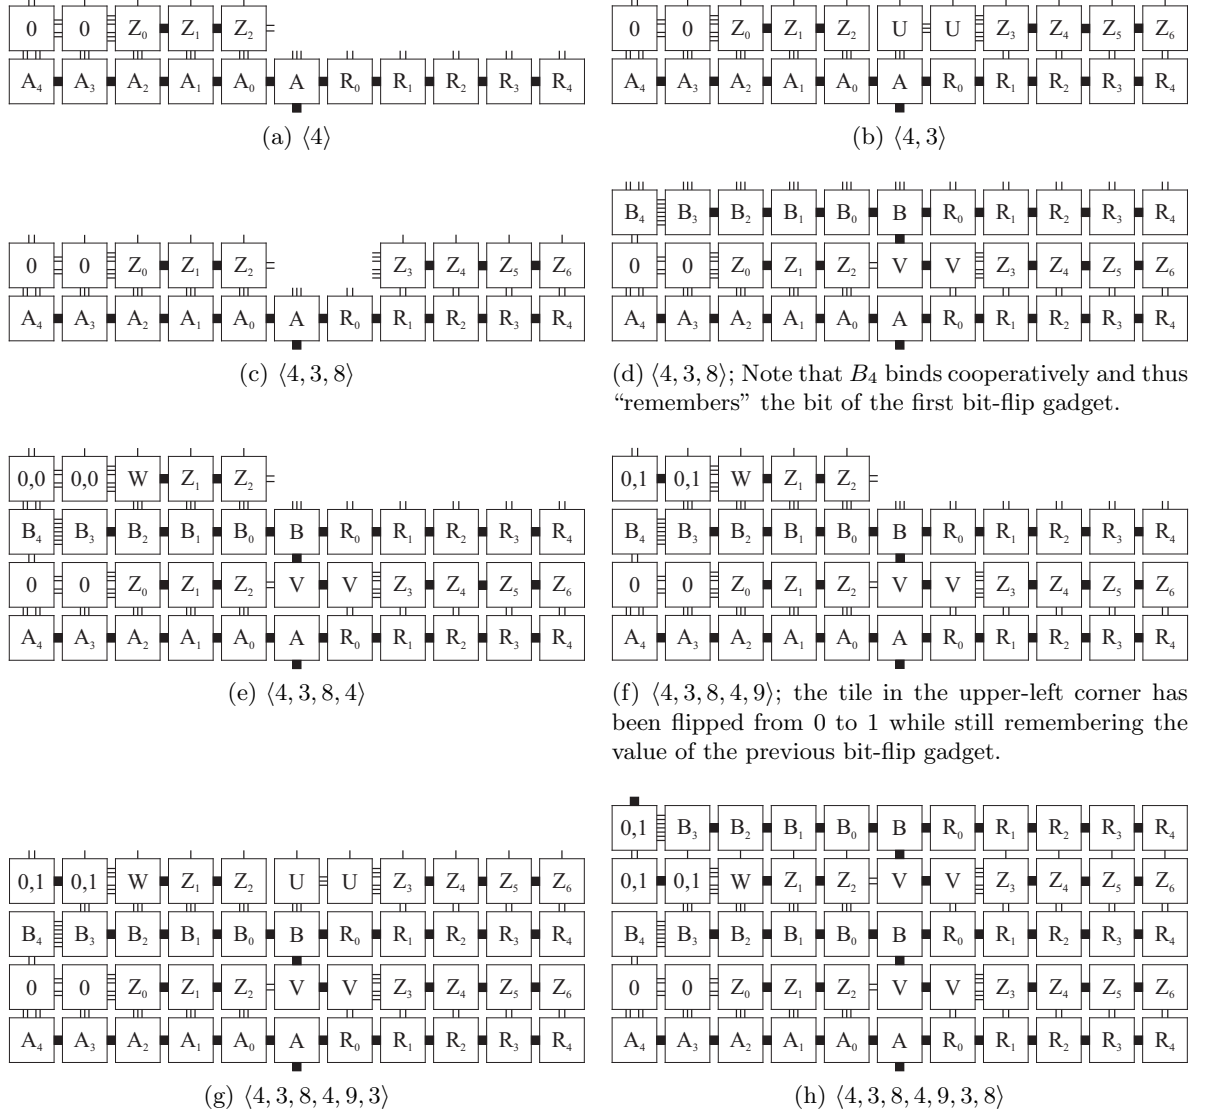 0 0 Z₀ Z₁ Z₂
A₄ A₃ A₂ A₁ A₀ A R₀ R₁ R₂ R₃ R₄
(a) ⟨4⟩
0 0 Z₀ Z₁ Z₂ U U Z₃ Z₄ Z₅ Z₆
A₄ A₃ A₂ A₁ A₀ A R₀ R₁ R₂ R₃ R₄
(b) ⟨4, 3⟩
0 0 Z₀ Z₁ Z₂ Z₃ Z₄ Z₅ Z₆
A₄ A₃ A₂ A₁ A₀ A R₀ R₁ R₂ R₃ R₄
(c) ⟨4, 3, 8⟩
B₄ B₃ B₂ B₁ B₀ B R₀ R₁ R₂ R₃ R₄
0 0 Z₀ Z₁ Z₂ V V Z₃ Z₄ Z₅ Z₆
A₄ A₃ A₂ A₁ A₀ A R₀ R₁ R₂ R₃ R₄
(d) ⟨4, 3, 8⟩; Note that B₄ binds cooperatively and thus
“remembers” the bit of the first bit-flip gadget.
0,0 0,0 W Z₁ Z₂
B₄ B₃ B₂ B₁ B₀ B R₀ R₁ R₂ R₃ R₄
0 0 Z₀ Z₁ Z₂ V V Z₃ Z₄ Z₅ Z₆
A₄ A₃ A₂ A₁ A₀ A R₀ R₁ R₂ R₃ R₄
(e) ⟨4, 3, 8, 4⟩
0,1 0,1 W Z₁ Z₂
B₄ B₃ B₂ B₁ B₀ B R₀ R₁ R₂ R₃ R₄
0 0 Z₀ Z₁ Z₂ V V Z₃ Z₄ Z₅ Z₆
A₄ A₃ A₂ A₁ A₀ A R₀ R₁ R₂ R₃ R₄
(f) ⟨4, 3, 8, 4, 9⟩; the tile in the upper-left corner has
been flipped from 0 to 1 while still remembering the
value of the previous bit-flip gadget.
0,1 0,1 W Z₁ Z₂ U U Z₃ Z₄ Z₅ Z₆
B₄ B₃ B₂ B₁ B₀ B R₀ R₁ R₂ R₃ R₄
0 0 Z₀ Z₁ Z₂ V V Z₃ Z₄ Z₅ Z₆
A₄ A₃ A₂ A₁ A₀ A R₀ R₁ R₂ R₃ R₄
(g) ⟨4, 3, 8, 4, 9, 3⟩
0,1 B₃ B₂ B₁ B₀ B R₀ R₁ R₂ R₃ R₄
0,1 0,1 W Z₁ Z₂ V V Z₃ Z₄ Z₅ Z₆
B₄ B₃ B₂ B₁ B₀ B R₀ R₁ R₂ R₃ R₄
0 0 Z₀ Z₁ Z₂ V V Z₃ Z₄ Z₅ Z₆
A₄ A₃ A₂ A₁ A₀ A R₀ R₁ R₂ R₃ R₄
(h) ⟨4, 3, 8, 4, 9, 3, 8⟩